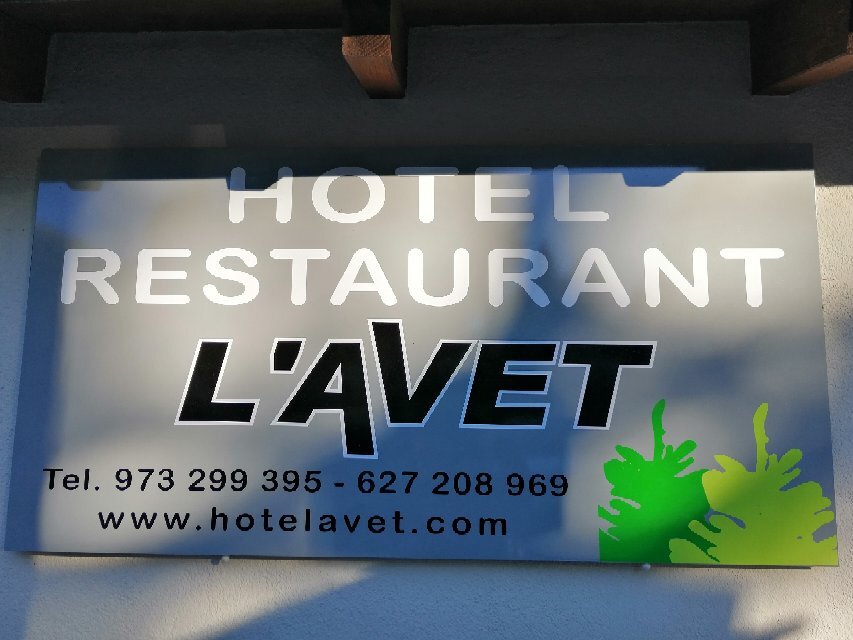 HOTEL
RESTAURANT
L'AVET
Tel. 973 299 395 - 627 208 969
www.hotelavet.com